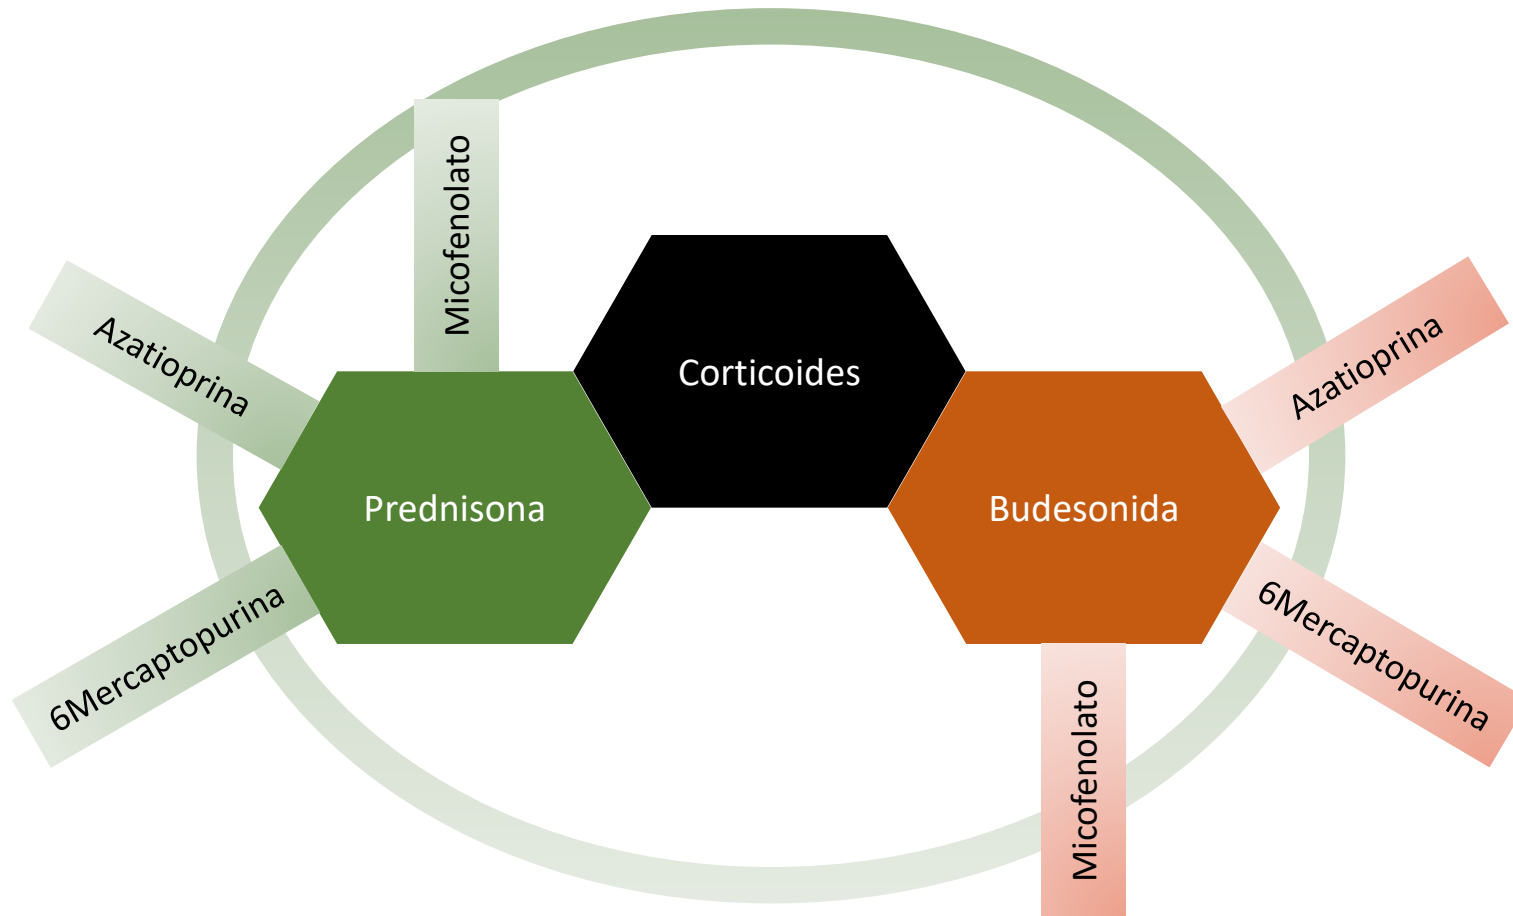 Micofenolato
Azatioprina
Corticoides
Azatioprina
Prednisona
Budesonida
6Mercaptopurina
6Mercaptopurina
Micofenolato